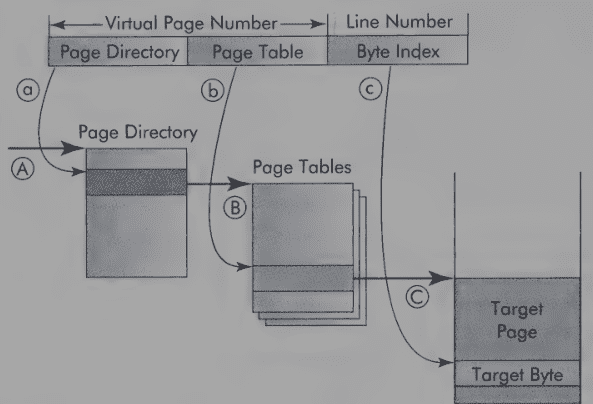 Virtual Page Number
Line Number
Page Directory
Page Table
Byte Index
a
b
c
Page Directory
A
Page Tables
B
C
Target
Page
Target Byte